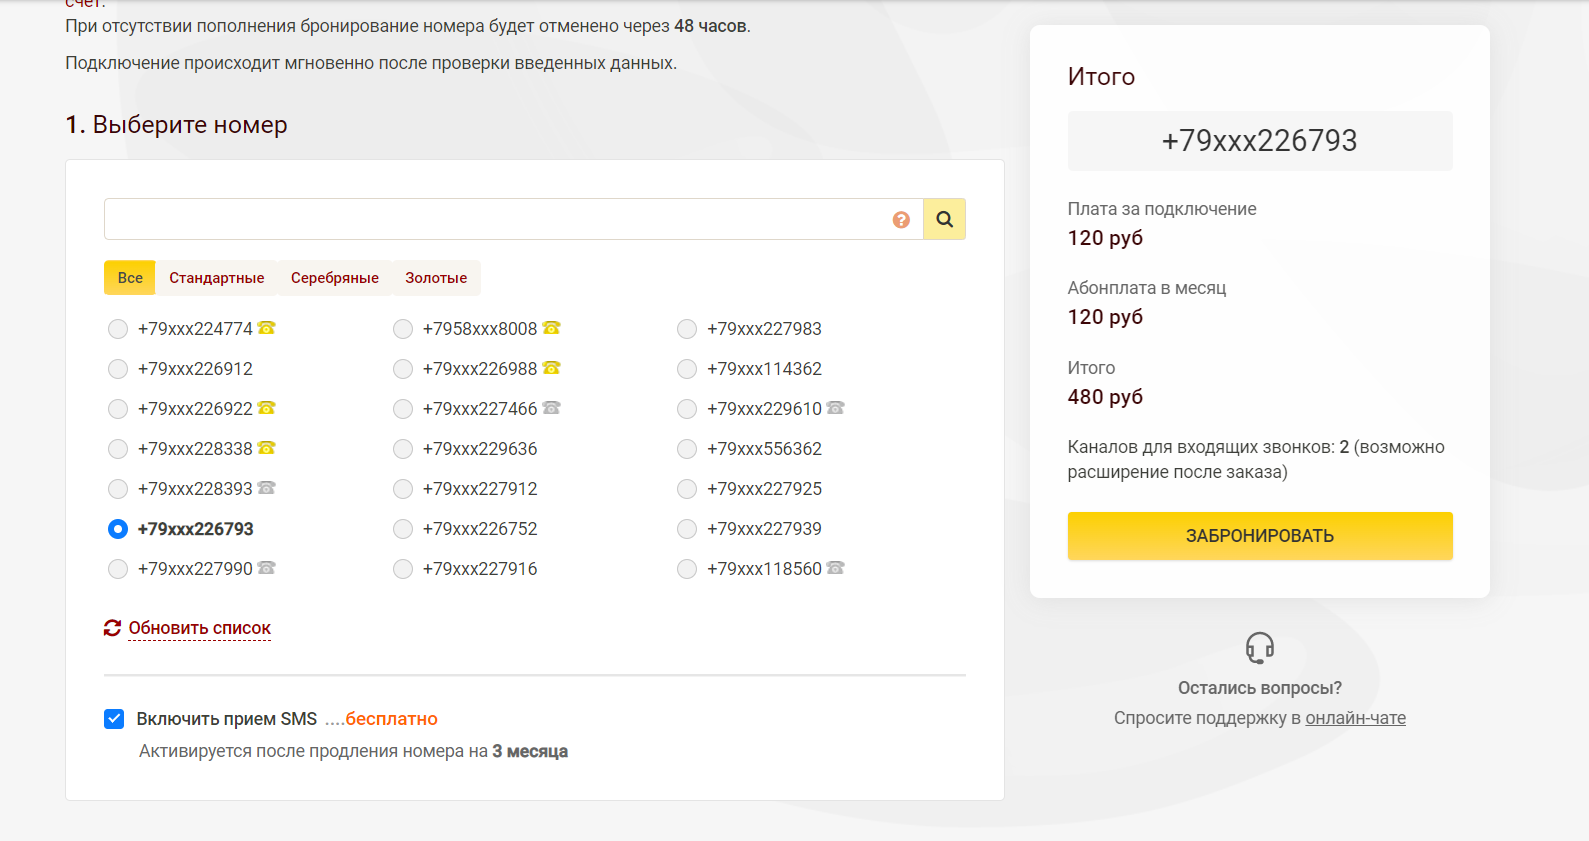 счет.
При отсутствии пополнения бронирование номера будет отменено через 48 часов.
Подключение происходит мгновенно после проверки введенных данных.
1. Выберите номер
?
Все Стандартные Серебряные Золотые
+79xxx224774 +7958xxx8008 +79xxx227983
+79xxx226912 +79xxx226988 +79xxx114362
+79xxx226922 +79xxx227466 +79xxx229610
+79xxx228338 +79xxx229636 +79xxx556362
+79xxx228393 +79xxx227912 +79xxx227925
+79xxx226793 +79xxx226752 +79xxx227939
+79xxx227990 +79xxx227916 +79xxx118560
Обновить список
Включить прием SMS ....бесплатно
Активируется после продления номера на 3 месяца
Итого
+79xxx226793
Плата за подключение
120 руб
Абонплата в месяц
120 руб
Итого
480 руб
Каналов для входящих звонков: 2 (возможно
расширение после заказа)
ЗАБРОНИРОВАТЬ
Остались вопросы?
Спросите поддержку в онлайн-чате